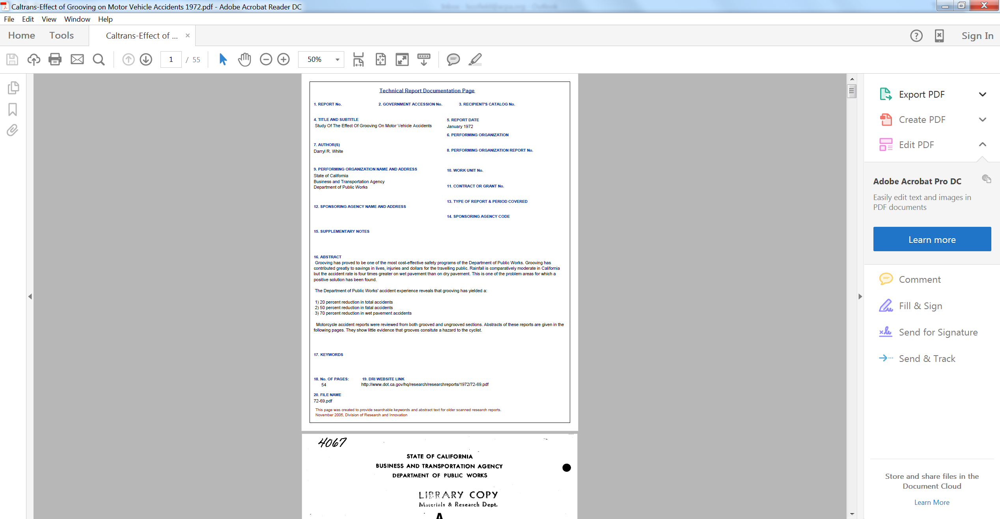 Caltrans-Effect of Grooving on Motor Vehicle Accidents 1972.pdf - Adobe Acrobat Reader DC
File Edit View Window Help
Home Tools Caltrans-Effect of ... Sign In
1 / 55 50%
Technical Report Documentation Page
1. REPORT No. 2. GOVERNMENT ACCESSION No. 3. RECIPIENT'S CATALOG No.
4. TITLE AND SUBTITLE
Study Of The Effect Of Grooving On Motor Vehicle Accidents
5. REPORT DATE
January 1972
6. PERFORMING ORGANIZATION
7. AUTHOR(S)
Darryl R. White
8. PERFORMING ORGANIZATION REPORT No.
9. PERFORMING ORGANIZATION NAME AND ADDRESS
State of California
Business and Transportation Agency
Department of Public Works
10. WORK UNIT No.
11. CONTRACT OR GRANT No.
12. SPONSORING AGENCY NAME AND ADDRESS
13. TYPE OF REPORT & PERIOD COVERED
14. SPONSORING AGENCY CODE
15. SUPPLEMENTARY NOTES
16. ABSTRACT
Grooving has proved to be one of the most cost-effective safety programs of the Department of Public Works. Grooving has
contributed greatly to savings in lives, injuries and dollars for the travelling public. Rainfall is comparatively moderate in California
but the accident rate is four times greater on wet pavement than on dry pavement. This is one of the problem areas for which a
positive solution has been found.
The Department of Public Works' accident experience reveals that grooving has yielded a:
1) 20 percent reduction in total accidents
2) 50 percent reduction in fatal accidents
3) 70 percent reduction in wet pavement accidents
Motorcycle accident reports were reviewed from both grooved and ungrooved sections. Abstracts of these reports are given in the
following pages. They show little evidence that grooves consitute a hazard to the cyclist.
17. KEYWORDS
18. No. OF PAGES: 19. DRI WEBSITE LINK
54 http://www.dot.ca.gov/hq/research/researchreports/1972/72-69.pdf
20. FILE NAME
72-69.pdf
This page was created to provide searchable keywords and abstract text for older scanned research reports.
November 2005, Division of Research and Innovation
4067
STATE OF CALIFORNIA
BUSINESS AND TRANSPORTATION AGENCY
DEPARTMENT OF PUBLIC WORKS
LIBRARY COPY
Materials & Research Dept.
Export PDF
Create PDF
Edit PDF
Adobe Acrobat Pro DC
Easily edit text and images in
PDF documents
Learn more
Comment
Fill & Sign
Send for Signature
Send & Track
Store and share files in the
Document Cloud
Learn More